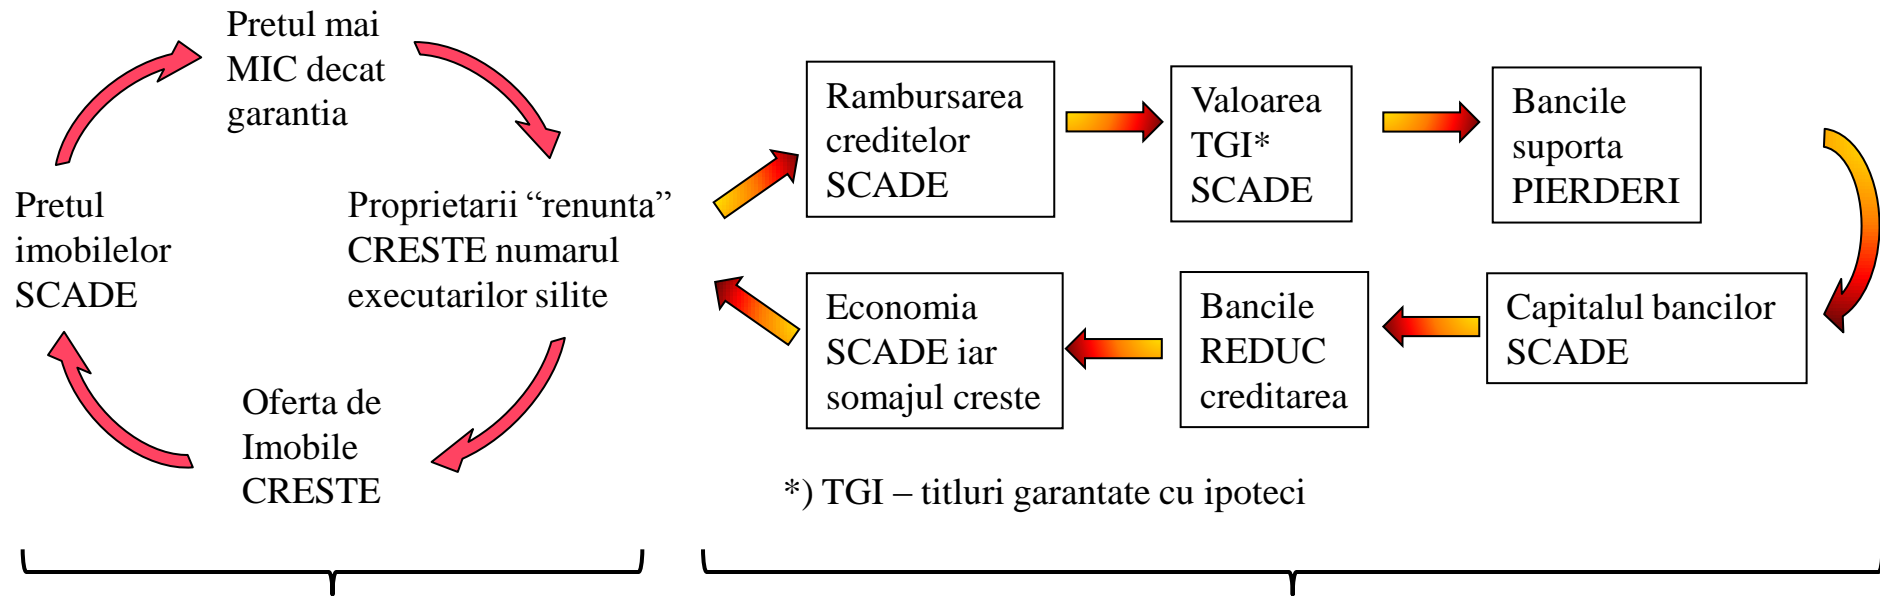 Pretul mai
MIC decat
garantia
Pretul
imobilelor
SCADE
Proprietarii “renunta”
CRESTE numarul
executarilor silite
Oferta de
Imobile
CRESTE
Rambursarea
creditelor
SCADE
Valoarea
TGI*
SCADE
Bancile
suporta
PIERDERI
Economia
SCADE iar
somajul creste
Bancile
REDUC
creditarea
Capitalul bancilor
SCADE
*) TGI – titluri garantate cu ipoteci